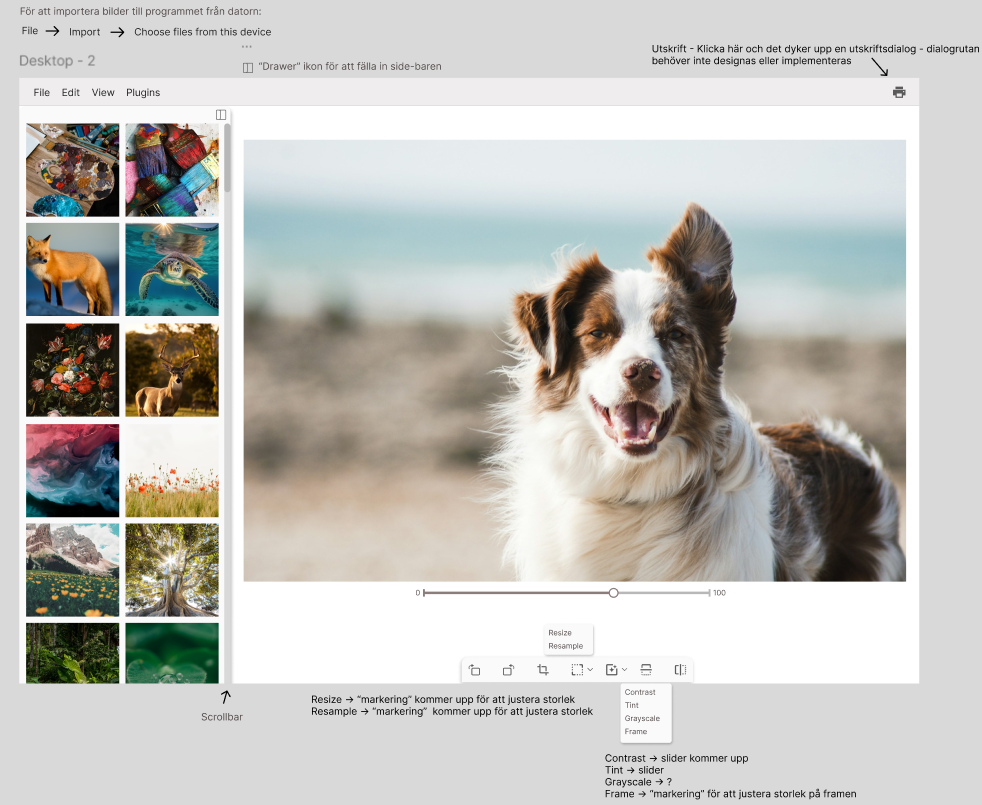 För att importera bilder till programmet från datorn:
File → Import → Choose files from this device
Utskrift - Klicka här och det dyker upp en utskriftsdialog - dialogrutan
behöver inte designas eller implementeras
Desktop - 2
"Drawer" ikon för att fälla in side-baren
File Edit View Plugins
0 100
Resize
Resample
Contrast
Tint
Grayscale
Frame
Resize → "markering" kommer upp för att justera storlek
Resample → "markering" kommer upp för att justera storlek
Scrollbar
Contrast → slider kommer upp
Tint → slider
Grayscale → ?
Frame → "markering" för att justera storlek på framen